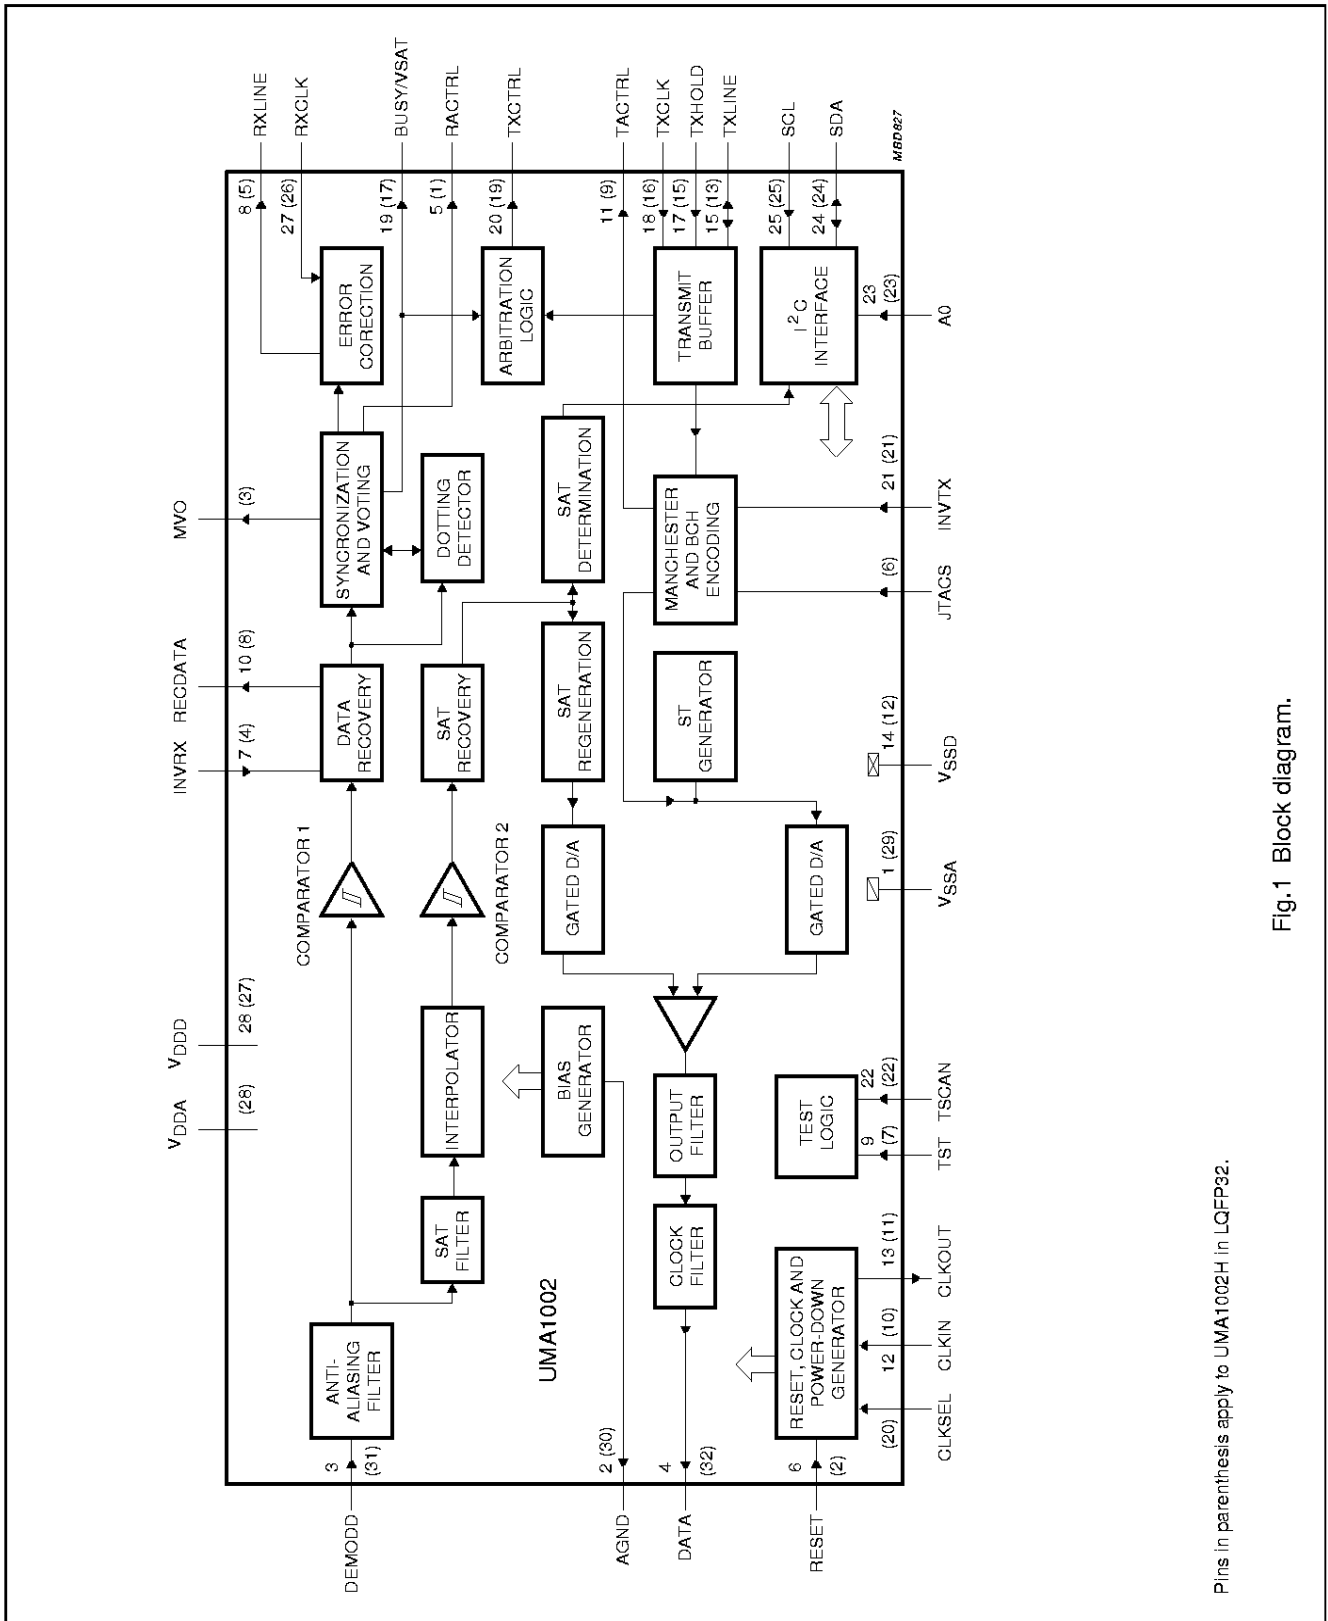 VDDA
VDDD
INVRX
RECDATA
MVO
(28)
28 (27)
7 (4)
10 (8)
(3)
DEMODD
3
(31)
ANTI-
ALIASING
FILTER
COMPARATOR 1
DATA
RECOVERY
SYNCRONIZATION
AND VOTING
ERROR
CORECTION
8 (5)
RXLINE
27 (26)
RXCLK
19 (17)
BUSY/VSAT
5 (1)
RACTRL
SAT
FILTER
INTERPOLATOR
COMPARATOR 2
SAT
RECOVERY
DOTTING
DETECTOR
ARBITRATION
LOGIC
20 (19)
TXCTRL
UMA1002
BIAS
GENERATOR
GATED D/A
SAT
REGENERATION
SAT
DETERMINATION
AGND
2 (30)
11 (9)
TACTRL
DATA
4
(32)
CLOCK
FILTER
OUTPUT
FILTER
ST
GENERATOR
MANCHESTER
AND BCH
ENCODING
TRANSMIT
BUFFER
18 (16)
TXCLK
17 (15)
TXHOLD
15 (13)
TXLINE
RESET
6
(2)
RESET, CLOCK AND
POWER-DOWN
GENERATOR
TEST
LOGIC
GATED D/A
I2C
INTERFACE
25 (25)
SCL
24 (24)
SDA
(20)
12
(10)
13 (11)
9
(7)
22
(22)
1 (29)
14 (12)
(6)
21 (21)
23
(23)
CLKSEL
CLKIN
CLKOUT
TST
TSCAN
VSSA
VSSD
JTACS
INVTX
A0
MBD827
Pins in parenthesis apply to UMA1002H in LQFP32.
Fig.1 Block diagram.